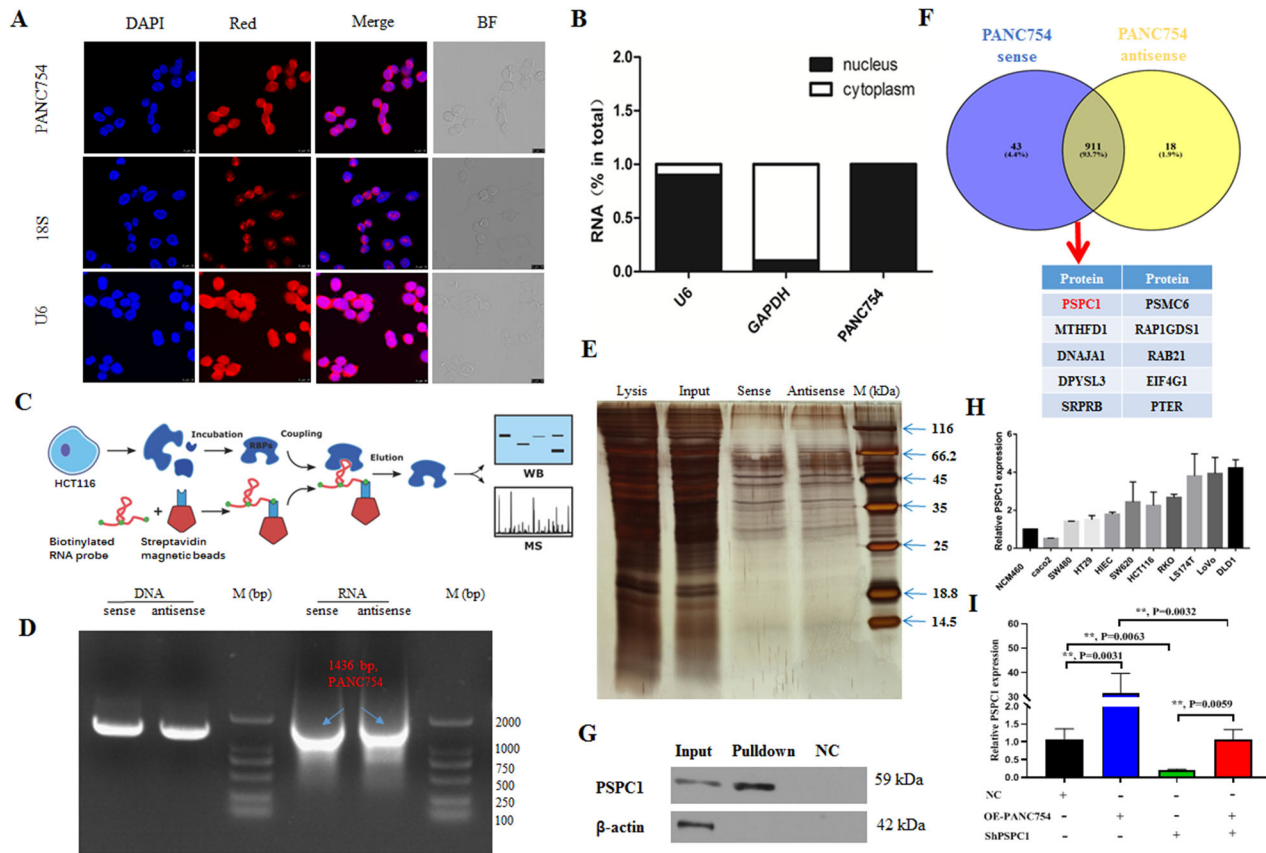 A
DAPI Red Merge BF
PANC754
18S
U6
B
RNA (% in total)
2.0
1.5
1.0
0.5
0.0
nucleus
cytoplasm
U6
GAPDH
PANC754
C
HCT116
Incubation
RBPs
Coupling
Elution
WB
MS
+
Biotinylated
RNA probe
Streptavidin
magnetic beads
D
DNA M (bp) RNA M (bp)
sense antisense sense antisense
1436 bp,
PANC754
2000
1000
750
500
250
100
E
Lysis Input Sense Antisense M (kDa)
116
66.2
45
35
25
18.8
14.5
F
PANC754
sense
PANC754
antisense
43
(4.4%)
911
(93.7%)
18
(1.9%)
Protein Protein
PSPC1 PSMC6
MTHFD1 RAP1GDS1
DNAJA1 RAB21
DPYSL3 EIF4G1
SRPRB PTER
G
Input Pulldown NC
PSPC1 59 kDa
β-actin 42 kDa
H
Relative PSPC1 expression
6
4
2
0
NCM460
caco2
SW480
HT29
HIEC
SW620
HCT116
RKO
LS174T
LoVo
DLD1
I
Relative PSPC1 expression
60
50
40
30
1.5
1.0
0.5
0.0
**, P=0.0032
**, P=0.0063
**, P=0.0031
**, P=0.0059
NC + - - -
OE-PANC754 - + - +
ShPSPC1 - - + +